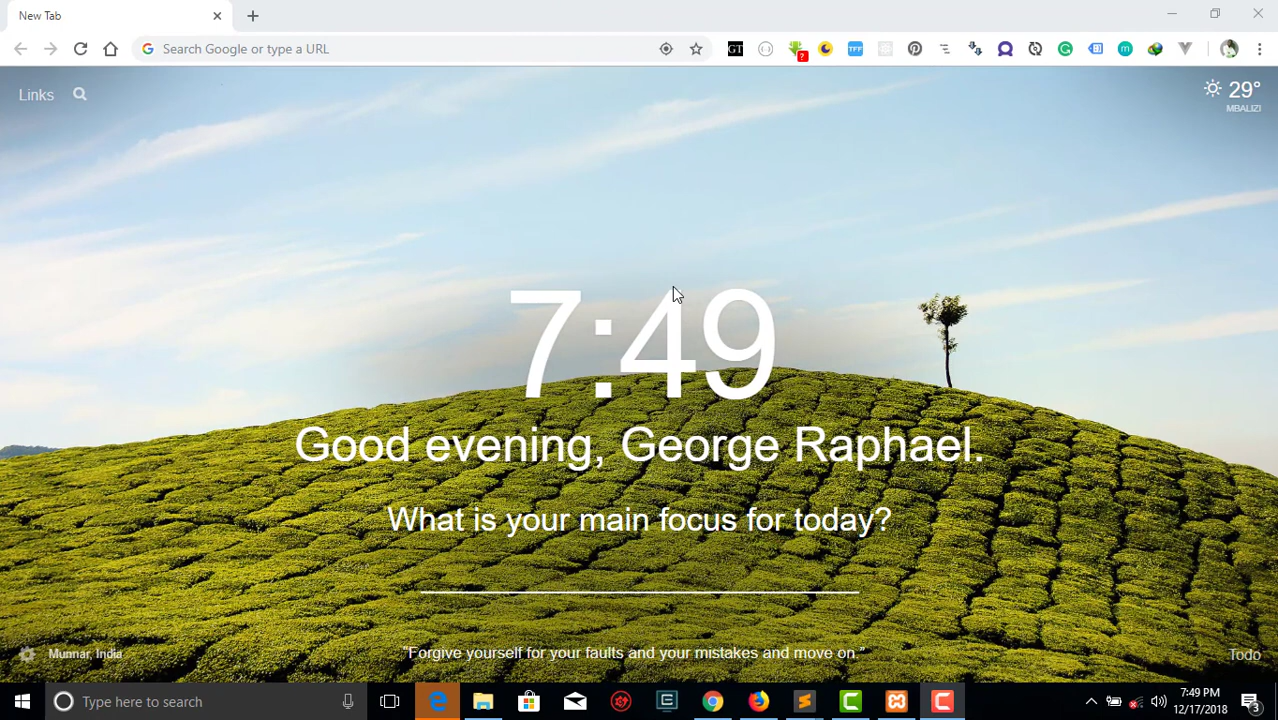 New Tab
Search Google or type a URL
GT
TFF
?
m
Links
29°
MBALIZI
7:49
Good evening, George Raphael.
What is your main focus for today?
Munnar, India
"Forgive yourself for your faults and your mistakes and move on."
Todo
Type here to search
7:49 PM
12/17/2018
3